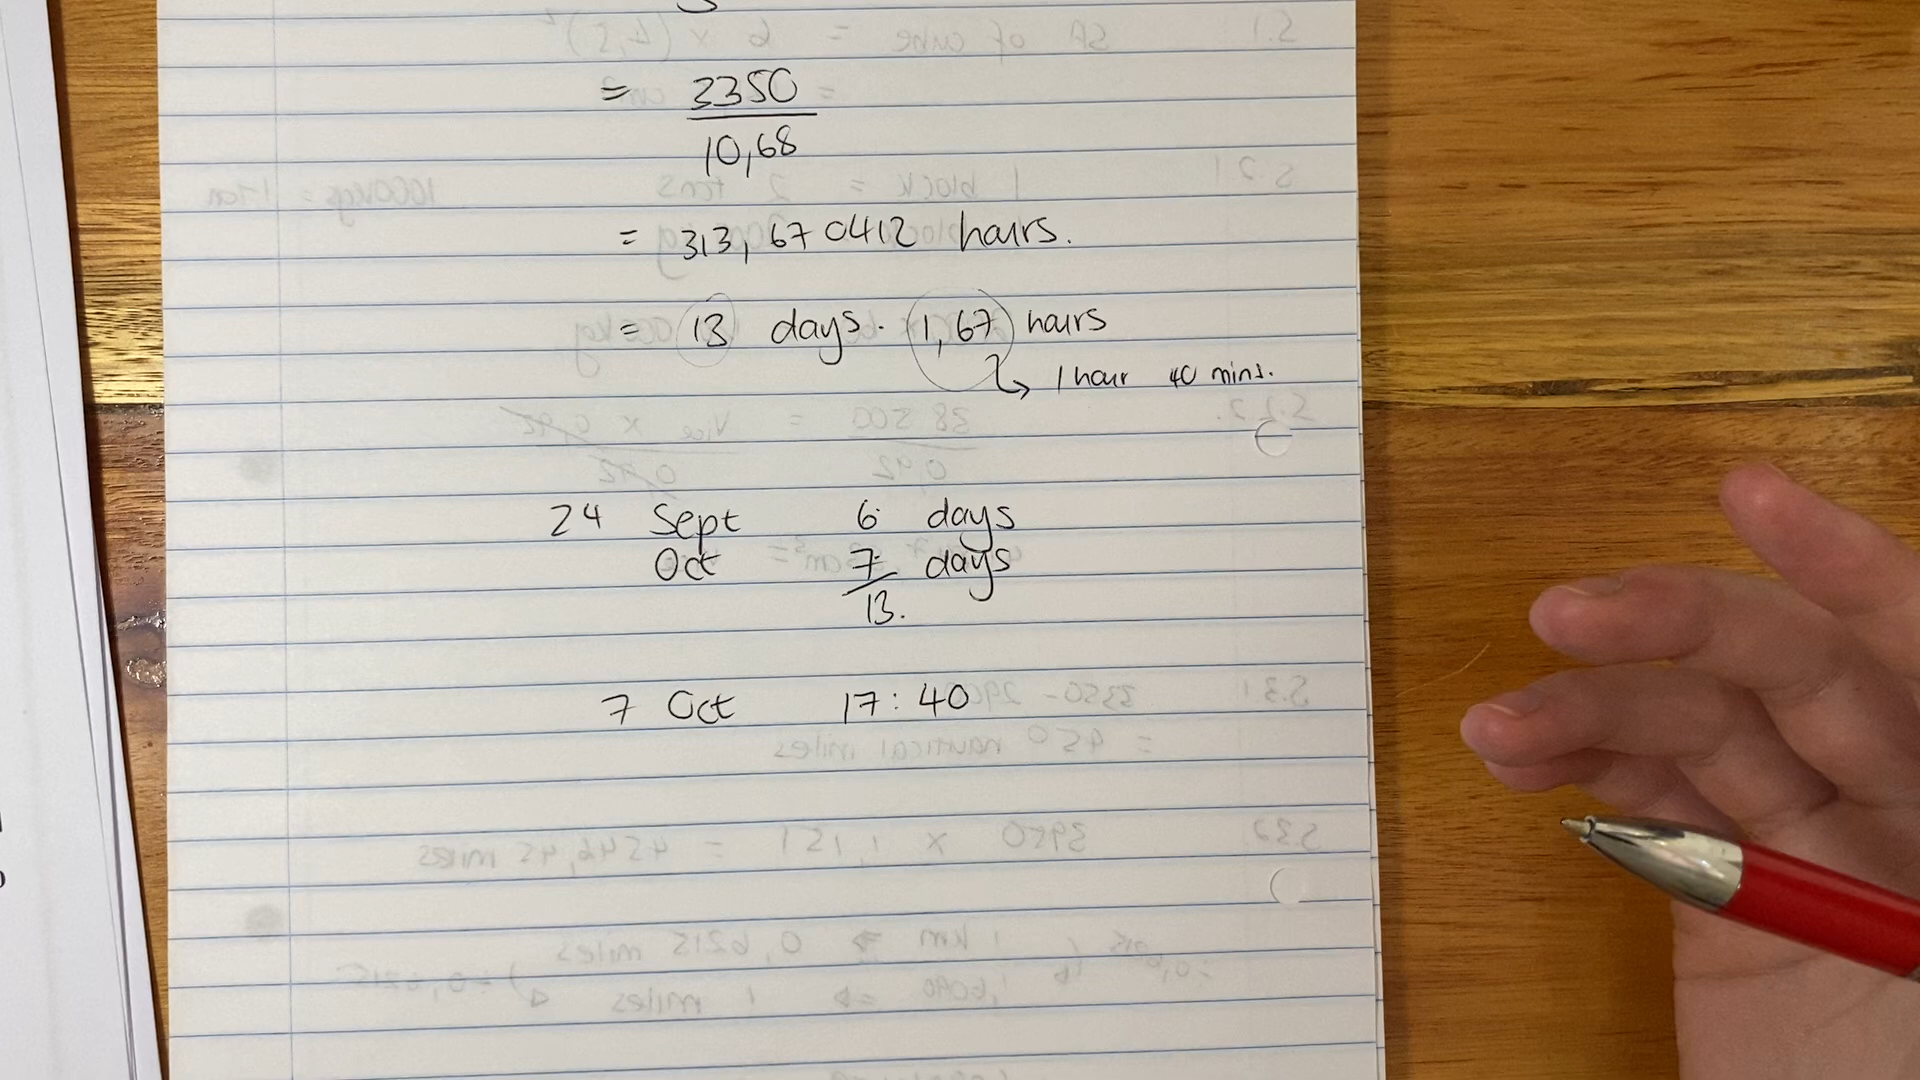 = 3350
10,68
= 313,670412 hours.
= 13 days. 1,67 hours
1 hour 40 mins.
24 Sept 6 days
Oct 7 days
13.
7 Oct 17:40